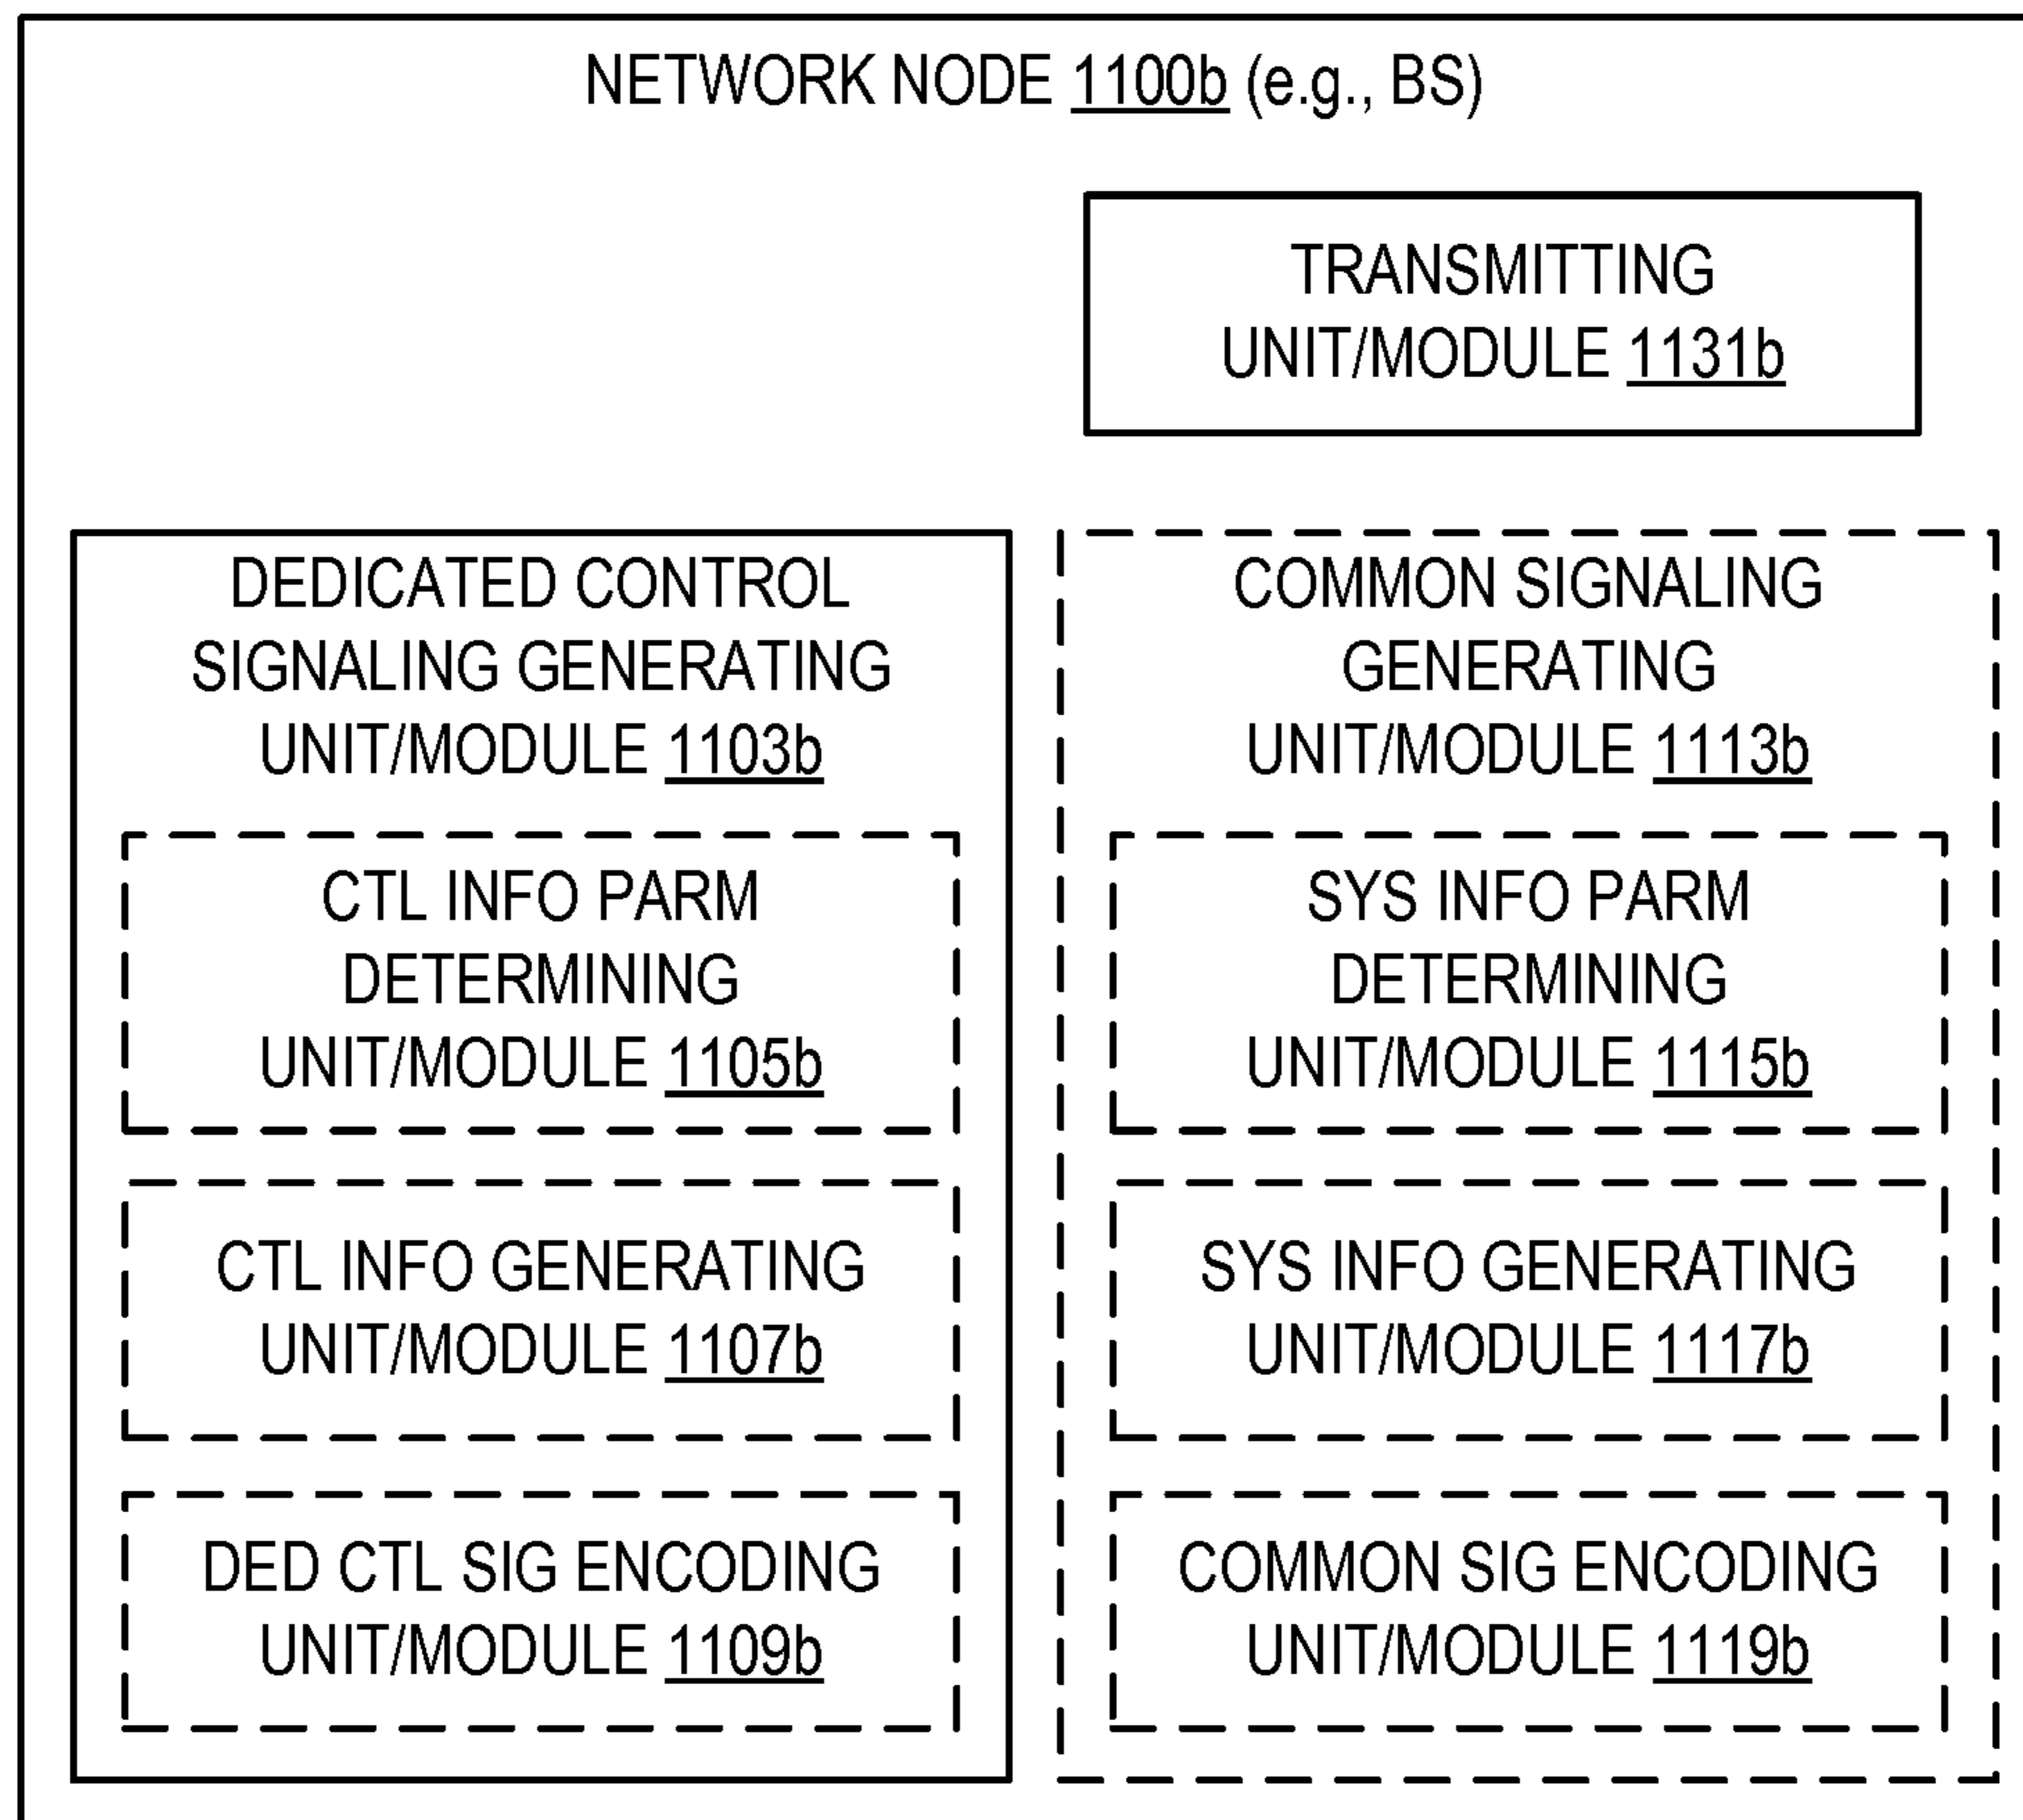 NETWORK NODE 1100b (e.g., BS)
TRANSMITTING
UNIT/MODULE 1131b
DEDICATED CONTROL
SIGNALING GENERATING
UNIT/MODULE 1103b
CTL INFO PARM
DETERMINING
UNIT/MODULE 1105b
CTL INFO GENERATING
UNIT/MODULE 1107b
DED CTL SIG ENCODING
UNIT/MODULE 1109b
COMMON SIGNALING
GENERATING
UNIT/MODULE 1113b
SYS INFO PARM
DETERMINING
UNIT/MODULE 1115b
SYS INFO GENERATING
UNIT/MODULE 1117b
COMMON SIG ENCODING
UNIT/MODULE 1119b